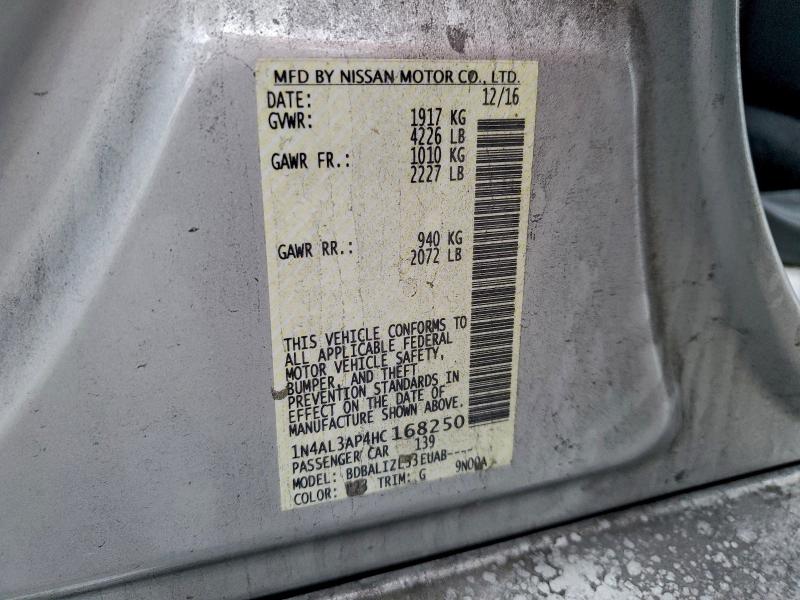 MFD BY NISSAN MOTOR CO., LTD.
DATE: 12/16
GVWR: 1917 KG
4226 LB
GAWR FR.: 1010 KG
2227 LB
GAWR RR.: 940 KG
2072 LB
THIS VEHICLE CONFORMS TO
ALL APPLICABLE FEDERAL
MOTOR VEHICLE SAFETY,
BUMPER, AND THEFT
PREVENTION STANDARDS IN
EFFECT ON THE DATE OF
MANUFACTURE SHOWN ABOVE.
1N4AL3AP4HC168250
PASSENGER CAR 139
MODEL:
COLOR: K23 TRIM: G 9N00A